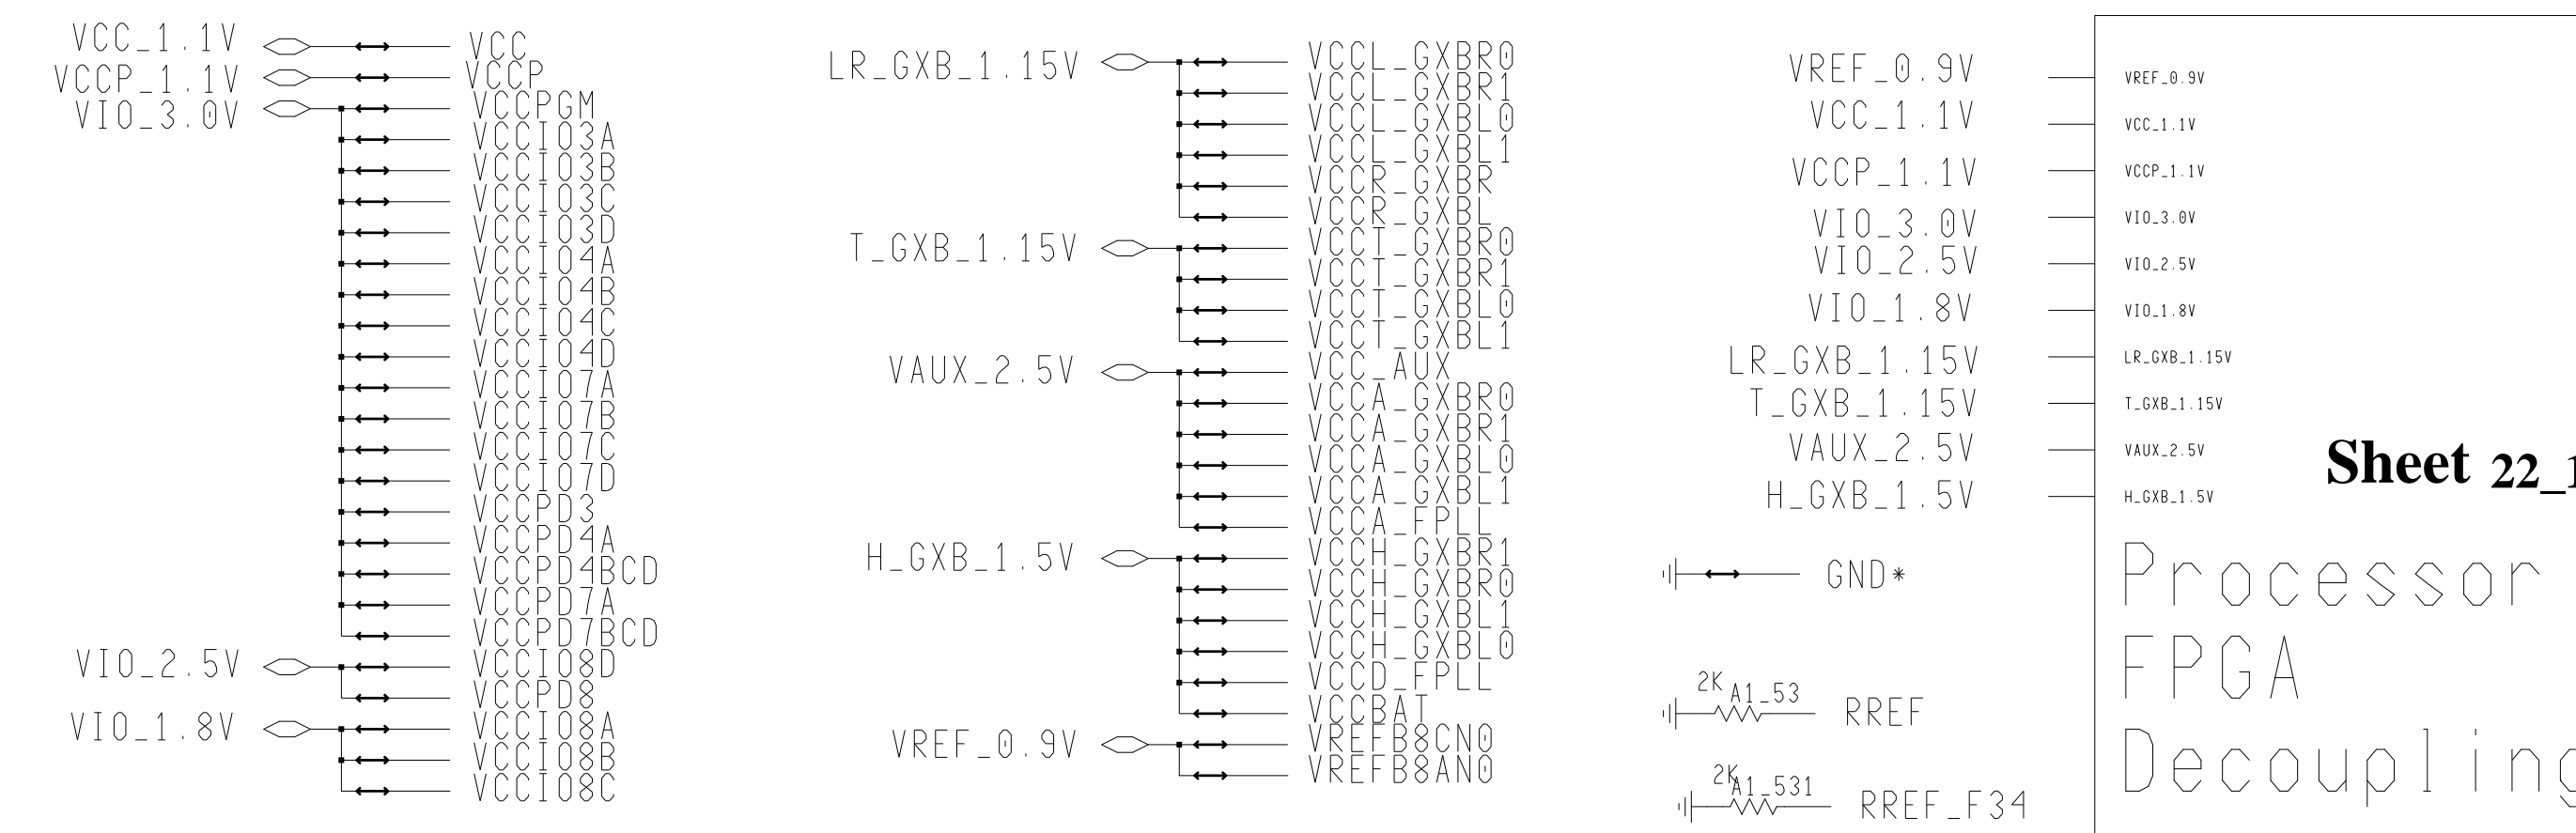 VCC_1.1V
VCCP_1.1V
VIO_3.0V
VIO_2.5V
VIO_1.8V
VCC
VCCP
VCCPGM
VCCIO3A
VCCIO3B
VCCIO3C
VCCIO3D
VCCIO4A
VCCIO4B
VCCIO4C
VCCIO4D
VCCIO7A
VCCIO7B
VCCIO7C
VCCIO7D
VCCPD3
VCCPD4A
VCCPD4BCD
VCCPD7A
VCCPD7BCD
VCCIO8D
VCCPD8
VCCIO8A
VCCIO8B
VCCIO8C
LR_GXB_1.15V
T_GXB_1.15V
VAUX_2.5V
H_GXB_1.5V
VREF_0.9V
VCCL_GXBR0
VCCL_GXBR1
VCCL_GXBL0
VCCL_GXBL1
VCCR_GXBR
VCCR_GXBL
VCCT_GXBR0
VCCT_GXBR1
VCCT_GXBL0
VCCT_GXBL1
VCC_AUX
VCCA_GXBR0
VCCA_GXBR1
VCCA_GXBL0
VCCA_GXBL1
VCCA_FPLL
VCCH_GXBR1
VCCH_GXBR0
VCCH_GXBL1
VCCH_GXBL0
VCCD_FPLL
VCCBAT
VREFB8CN0
VREFB8AN0
VREF_0.9V
VCC_1.1V
VCCP_1.1V
VIO_3.0V
VIO_2.5V
VIO_1.8V
LR_GXB_1.15V
T_GXB_1.15V
VAUX_2.5V
H_GXB_1.5V
GND*
2K A1_53 RREF
2K A1_531 RREF_F34
VREF_0.9V
VCC_1.1V
VCCP_1.1V
VIO_3.0V
VIO_2.5V
VIO_1.8V
LR_GXB_1.15V
T_GXB_1.15V
VAUX_2.5V
H_GXB_1.5V
Sheet 22_1
Processor
FPGA
Decoupling